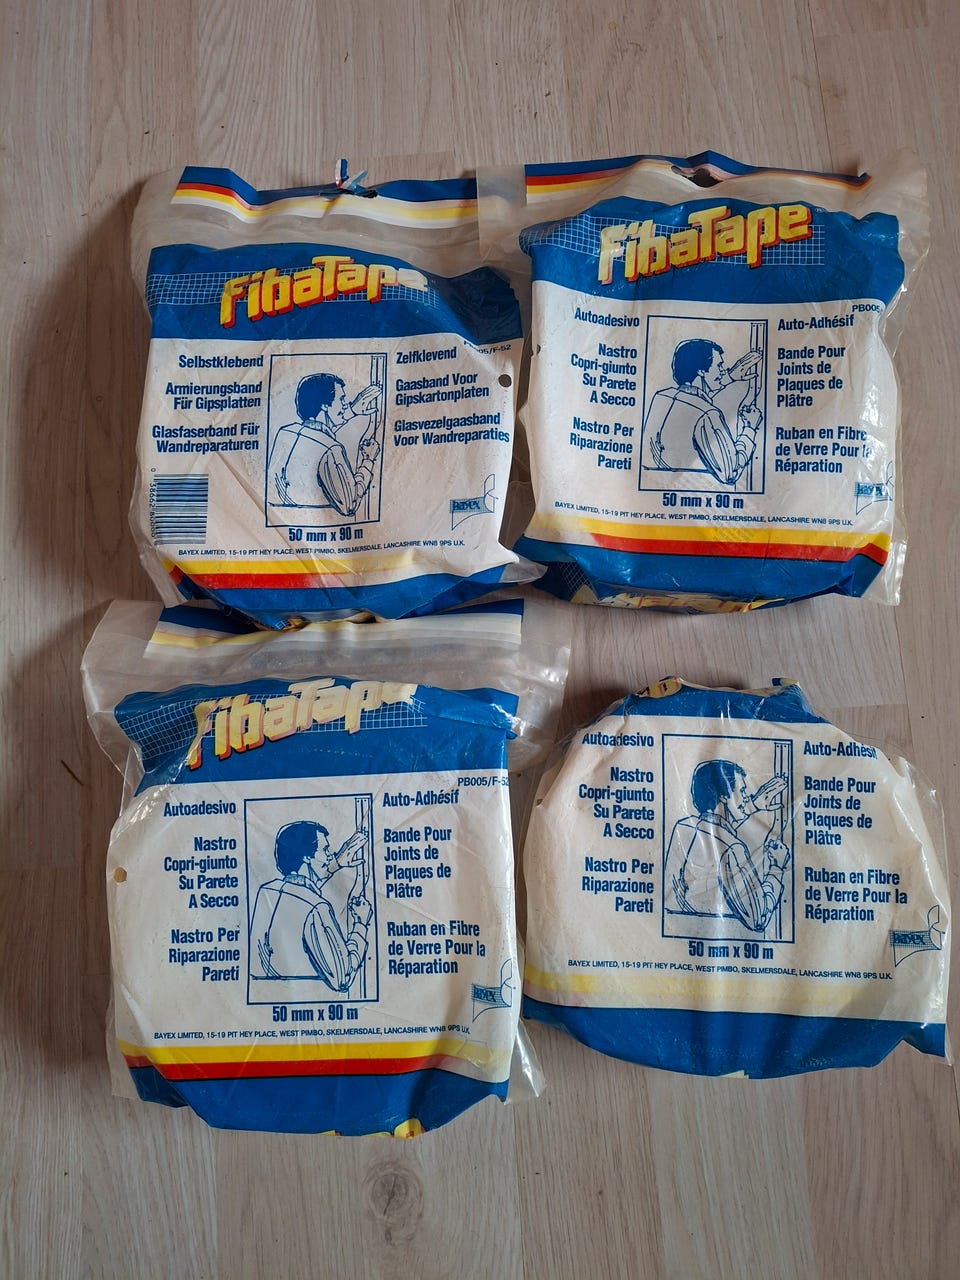 FibaTape
Selbstklebend
Armierungsband
Für Gipsplatten
Glasfaserband Für
Wandreparaturen
Zelfklevend
Gaasband Voor
Gipskartonplaten
Glasvezelgaasband
Voor Wandreparaties
Bayex
50 mm x 90 m
BAYEX LIMITED, 15-19 PIT HEY PLACE, WEST PIMBO, SKELMERSDALE, LANCASHIRE WN8 9PS U.K.
FibaTape
PB005
Autoadesivo
Nastro
Copri-giunto
Su Parete
A Secco
Nastro Per
Riparazione
Pareti
Auto-Adhésif
Bande Pour
Joints de
Plaques de
Plâtre
Ruban en Fibre
de Verre Pour la
Réparation
Bayex
50 mm x 90 m
BAYEX LIMITED, 15-19 PIT HEY PLACE, WEST PIMBO, SKELMERSDALE, LANCASHIRE WN8 9PS U.K.
FibaTape
PB005/F-52
Autoadesivo
Nastro
Copri-giunto
Su Parete
A Secco
Nastro Per
Riparazione
Pareti
Auto-Adhésif
Bande Pour
Joints de
Plaques de
Plâtre
Ruban en Fibre
de Verre Pour la
Réparation
Bayex
50 mm x 90 m
BAYEX LIMITED, 15-19 PIT HEY PLACE, WEST PIMBO, SKELMERSDALE, LANCASHIRE WN8 9PS U.K.
Autoadesivo
Nastro
Copri-giunto
Su Parete
A Secco
Nastro Per
Riparazione
Pareti
Auto-Adhésif
Bande Pour
Joints de
Plaques de
Plâtre
Ruban en Fibre
de Verre Pour la
Réparation
Bayex
50 mm x 90 m
BAYEX LIMITED, 15-19 PIT HEY PLACE, WEST PIMBO, SKELMERSDALE, LANCASHIRE WN8 9PS U.K.